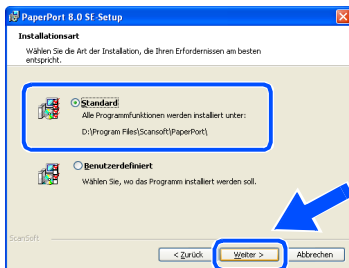 PaperPort 8.0 SE-Setup
Installationsart
Wählen Sie die Art der Installation, die Ihren Erfordernissen am besten
entspricht.
Standard
Alle Programmfunktionen werden installiert unter:
D:\Program Files\Scansoft\PaperPort\
Benutzerdefiniert
Wählen Sie, wo das Programm installiert werden soll.
ScanSoft
< Zurück Weiter > Abbrechen